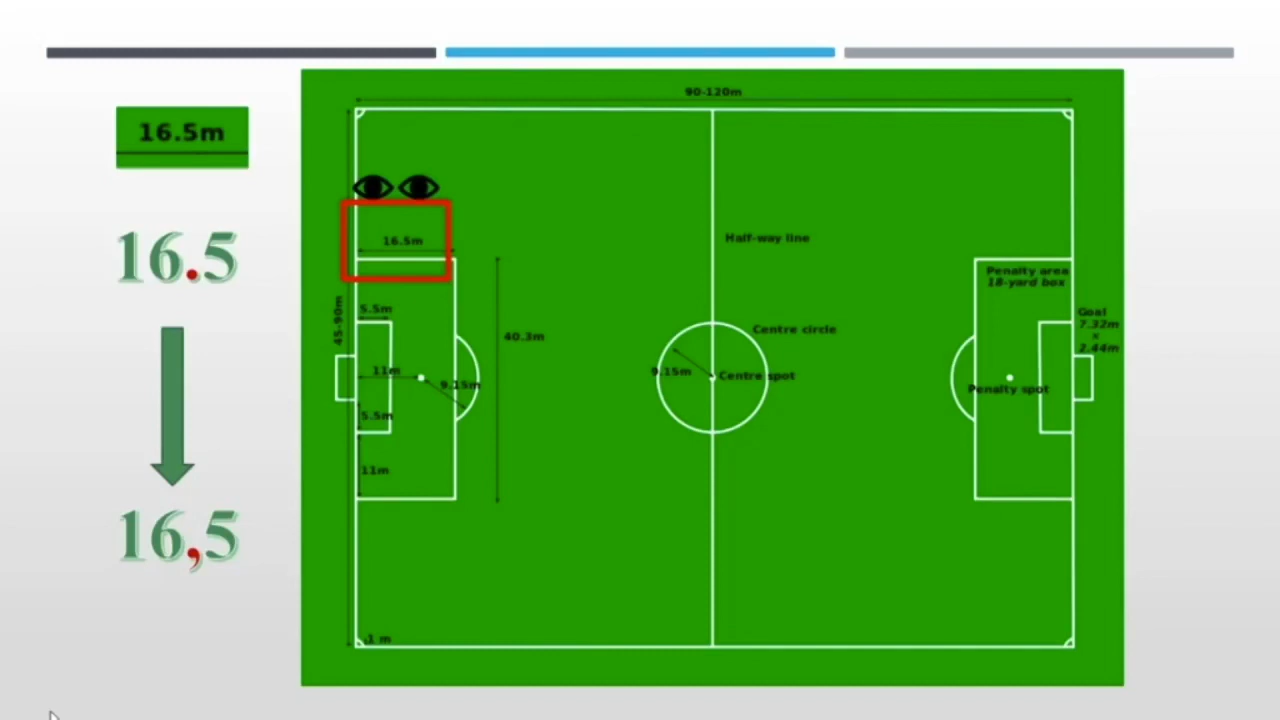 16.5m
16.5
16,5
90-120m
16.5m
Half-way line
Penalty area
18-yard box
45-90m
5.5m
Goal
7.32m
x
2.44m
Centre circle
40.3m
11m
9.15m
9.15m
Centre spot
Penalty spot
5.5m
11m
1 m